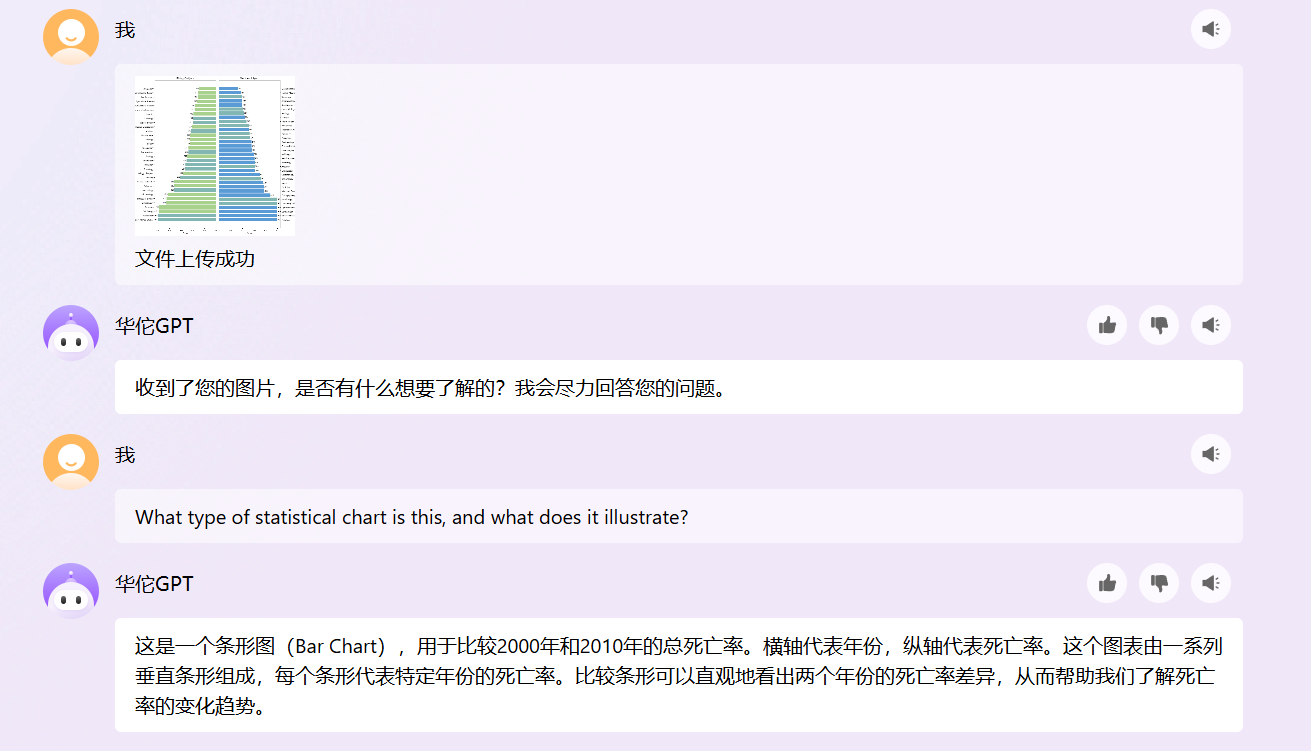 我
文件上传成功
华佗GPT
收到了您的图片，是否有什么想要了解的？我会尽力回答您的问题。
我
What type of statistical chart is this, and what does it illustrate?
华佗GPT
这是一个条形图（Bar Chart），用于比较2000年和2010年的总死亡率。横轴代表年份，纵轴代表死亡率。这个图表由一系列
垂直条形组成，每个条形代表特定年份的死亡率。比较条形可以直观地看出两个年份的死亡率差异，从而帮助我们了解死亡
率的变化趋势。